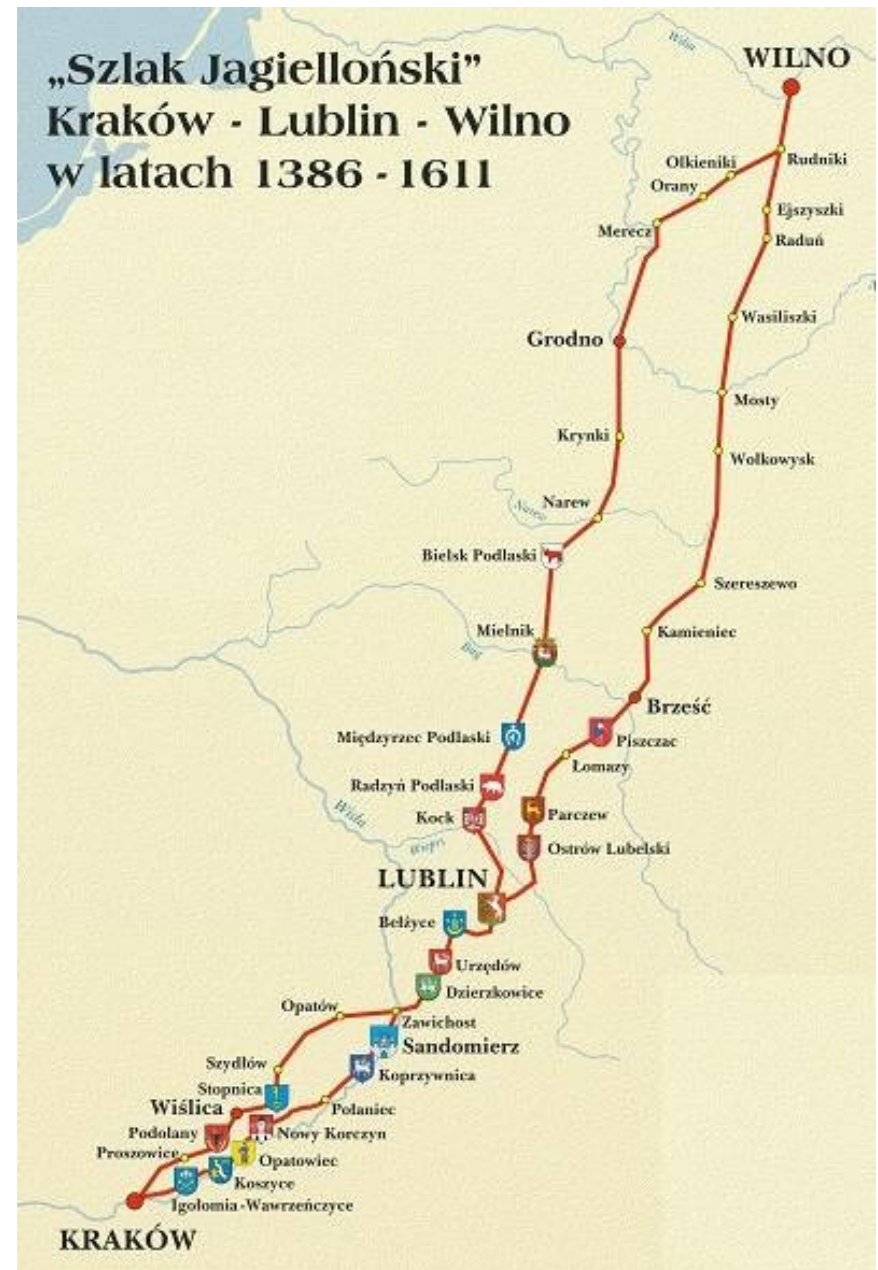 „Szlak Jagielloński”
Kraków - Lublin - Wilno
w latach 1386 - 1611
Wilia
WILNO
Olkieniki
Rudniki
Orany
Ejszyszki
Merecz
Raduń
Wasiliszki
Grodno
Mosty
Krynki
Wołkowysk
Narew
Narew
Bielsk Podlaski
Szereszewo
Mielnik
Kamieniec
Bug
Brześć
Międzyrzec Podlaski
Piszczac
Łomazy
Radzyń Podlaski
Kock
Parczew
Wisła
Wieprz
Ostrów Lubelski
LUBLIN
Bełżyce
Urzędów
Dzierzkowice
Opatów
Zawichost
Sandomierz
Szydłów
Koprzywnica
Stopnica
Wiślica
Połaniec
Podolany
Nowy Korczyn
Proszowice
Opatowiec
Koszyce
Igołomia-Wawrzeńczyce
KRAKÓW